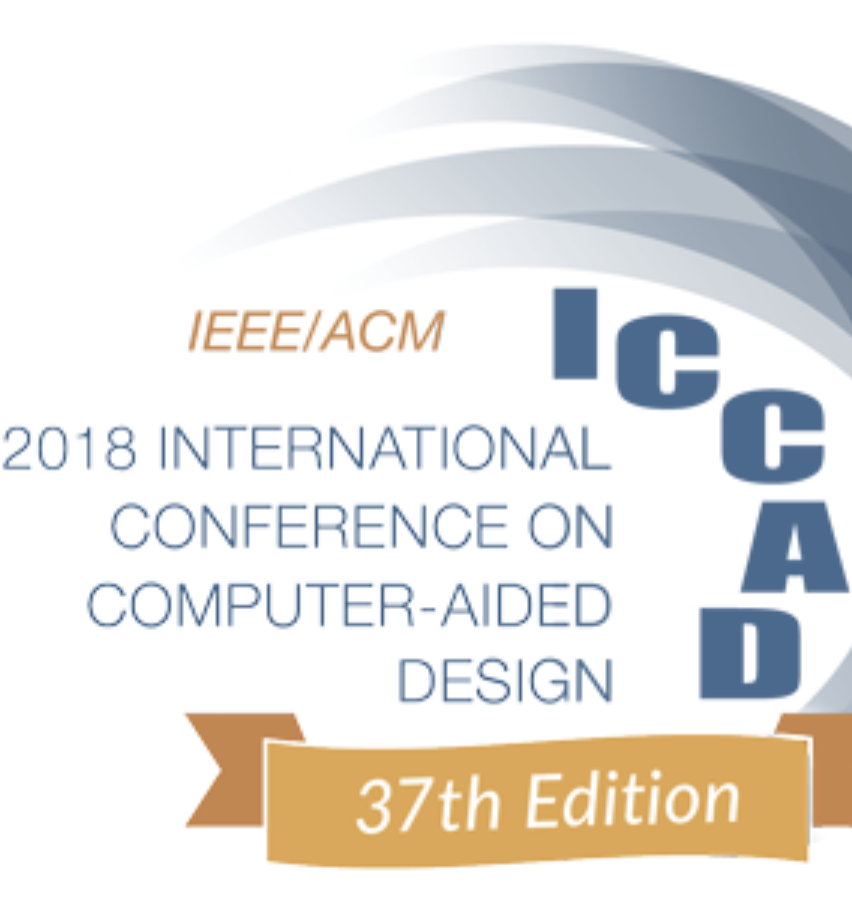 IEEE/ACM
ICCAD
2018 INTERNATIONAL
CONFERENCE ON
COMPUTER-AIDED
DESIGN
37th Edition